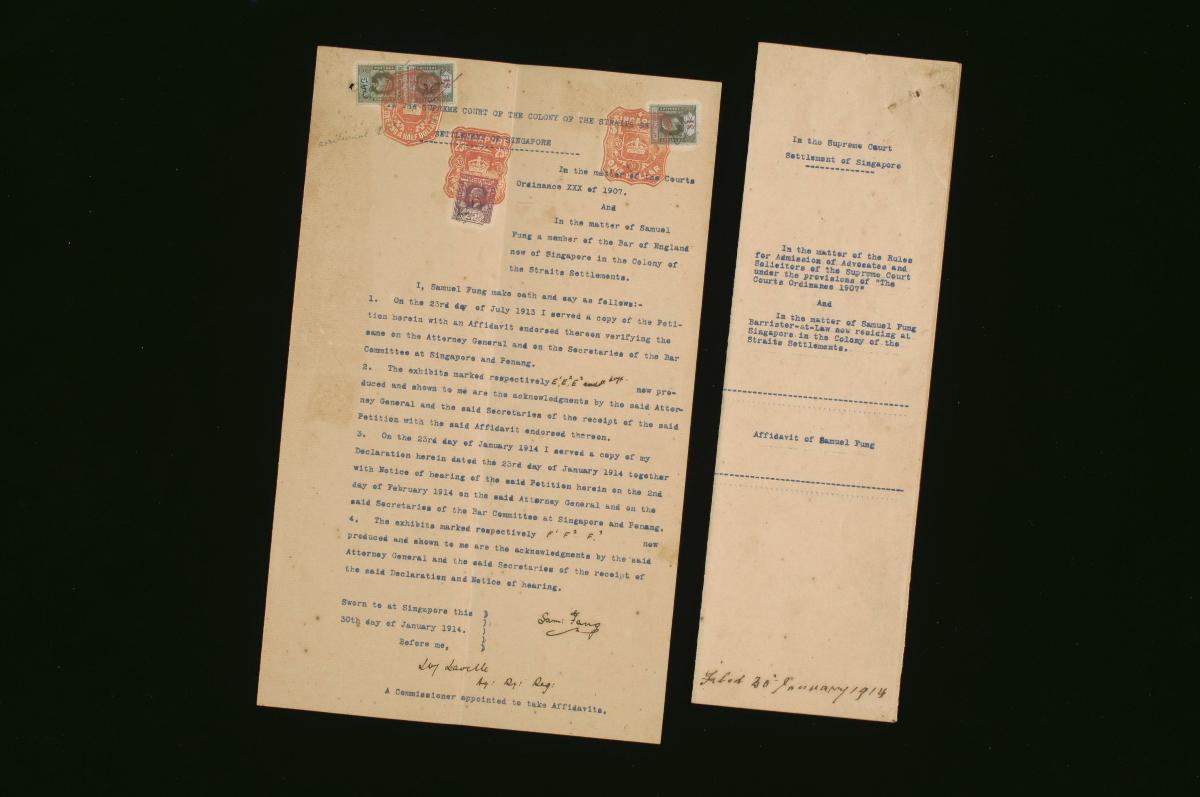 IN THE SUPREME COURT OF THE COLONY OF THE STRAITS
SETTLEMENT OF SINGAPORE
In the matter of the Courts
Ordinance XXX of 1907.
And
In the matter of Samuel
Fung a member of the Bar of England
now of Singapore in the Colony of
the Straits Settlements.
I, Samuel Fung make oath and say as follows:-
1. On the 23rd day of July 1913 I served a copy of the Peti-
tion herein with an Affidavit endorsed thereon verifying the
same on the Attorney General and on the Secretaries of the Bar
Committee at Singapore and Penang.
2. The exhibits marked respectively E¹, E², E³ now pro-
duced and shown to me are the acknowledgments by the said Attor-
ney General and the said Secretaries of the receipt of the said
Petition with the said Affidavit endorsed thereon.
3. On the 23rd day of January 1914 I served a copy of my
Declaration herein dated the 23rd day of January 1914 together
with Notice of hearing of the said Petition herein on the 2nd
day of February 1914 on the said Attorney General and on the
said Secretaries of the Bar Committee at Singapore and Penang.
4. The exhibits marked respectively F¹ F² F.³ now
produced and shown to me are the acknowledgments by the said
Attorney General and the said Secretaries of the receipt of
the said Declaration and Notice of hearing.
Sworn to at Singapore this )
30th day of January 1914. )
Before me, )
Sam: Fung
Lavelle
Ag: Dy: Reg:
A Commissioner appointed to take Affidavits.
In the Supreme Court
Settlement of Singapore
In the matter of the Rules
for Admission of Advocates and
Solicitors of the Supreme Court
under the provisions of "The
Courts Ordinance 1907"
And
In the matter of Samuel Fung
Barrister-at-Law now residing at
Singapore in the Colony of the
Straits Settlements.
Affidavit of Samuel Fung
Filed 30 January 1914